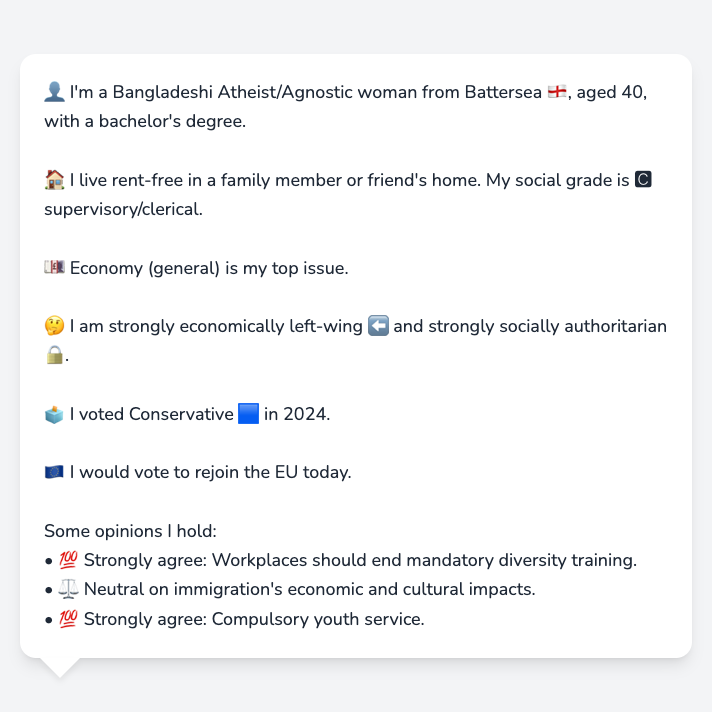 👤 I'm a Bangladeshi Atheist/Agnostic woman from Battersea 🏴󠁧󠁢󠁥󠁮󠁧󠁿, aged 40,
with a bachelor's degree.
🏠 I live rent-free in a family member or friend's home. My social grade is 🅲
supervisory/clerical.
💷 Economy (general) is my top issue.
🤔 I am strongly economically left-wing ⬅️ and strongly socially authoritarian
🔒.
🗳️ I voted Conservative 🟦 in 2024.
🇪🇺 I would vote to rejoin the EU today.
Some opinions I hold:
• 💯 Strongly agree: Workplaces should end mandatory diversity training.
• ⚖️ Neutral on immigration's economic and cultural impacts.
• 💯 Strongly agree: Compulsory youth service.